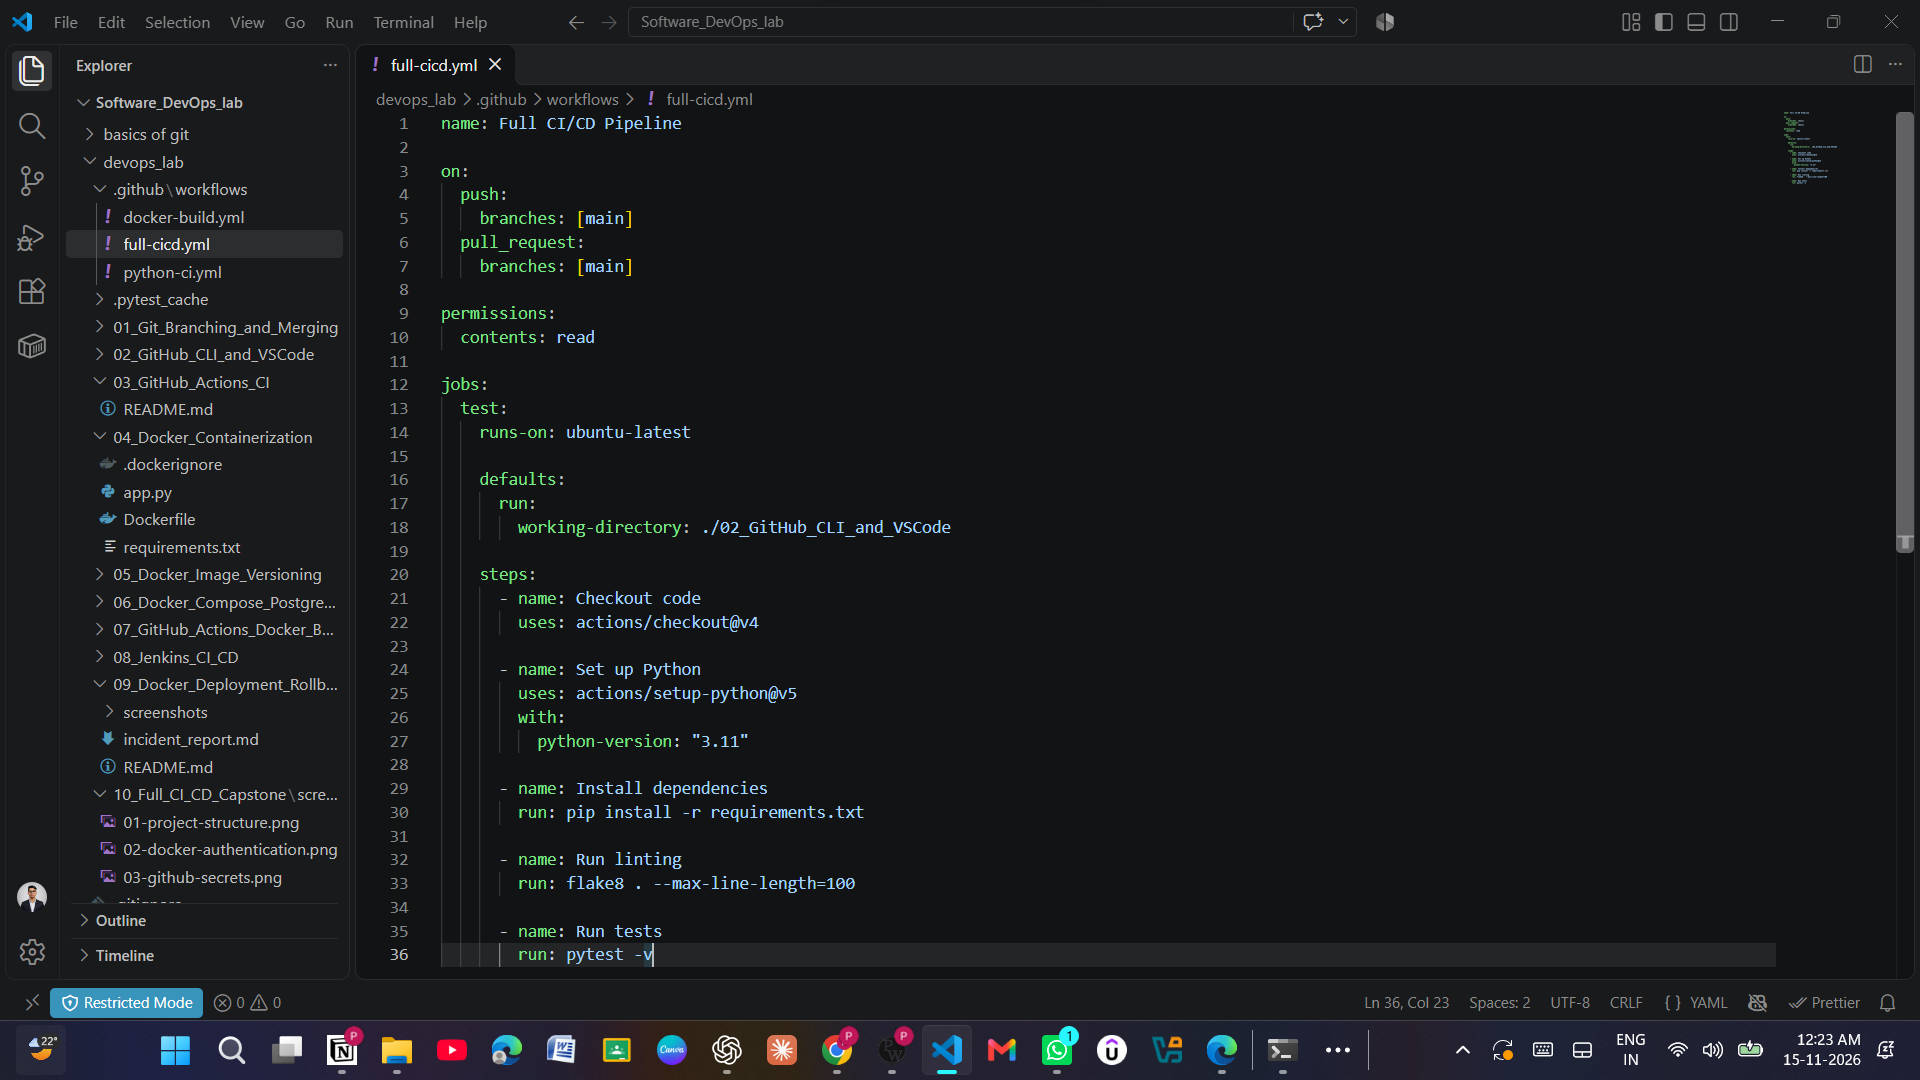 File Edit Selection View Go Run Terminal Help
Software_DevOps_lab
Explorer
Software_DevOps_lab
basics of git
devops_lab
.github\workflows
docker-build.yml
full-cicd.yml
python-ci.yml
.pytest_cache
01_Git_Branching_and_Merging
02_GitHub_CLI_and_VSCode
03_GitHub_Actions_CI
README.md
04_Docker_Containerization
.dockerignore
app.py
Dockerfile
requirements.txt
05_Docker_Image_Versioning
06_Docker_Compose_Postgre...
07_GitHub_Actions_Docker_B...
08_Jenkins_CI_CD
09_Docker_Deployment_Rollb...
screenshots
incident_report.md
README.md
10_Full_CI_CD_Capstone\scre...
01-project-structure.png
02-docker-authentication.png
03-github-secrets.png
Outline
Timeline
full-cicd.yml
devops_lab > .github > workflows > full-cicd.yml
1 name: Full CI/CD Pipeline
2
3 on:
4 push:
5 branches: [main]
6 pull_request:
7 branches: [main]
8
9 permissions:
10 contents: read
11
12 jobs:
13 test:
14 runs-on: ubuntu-latest
15
16 defaults:
17 run:
18 working-directory: ./02_GitHub_CLI_and_VSCode
19
20 steps:
21 - name: Checkout code
22 uses: actions/checkout@v4
23
24 - name: Set up Python
25 uses: actions/setup-python@v5
26 with:
27 python-version: "3.11"
28
29 - name: Install dependencies
30 run: pip install -r requirements.txt
31
32 - name: Run linting
33 run: flake8 . --max-line-length=100
34
35 - name: Run tests
36 run: pytest -v
Restricted Mode 0 0
Ln 36, Col 23 Spaces: 2 UTF-8 CRLF { } YAML Prettier
22°
P
P
P
Canva
1
ENG
IN
12:23 AM
15-11-2026